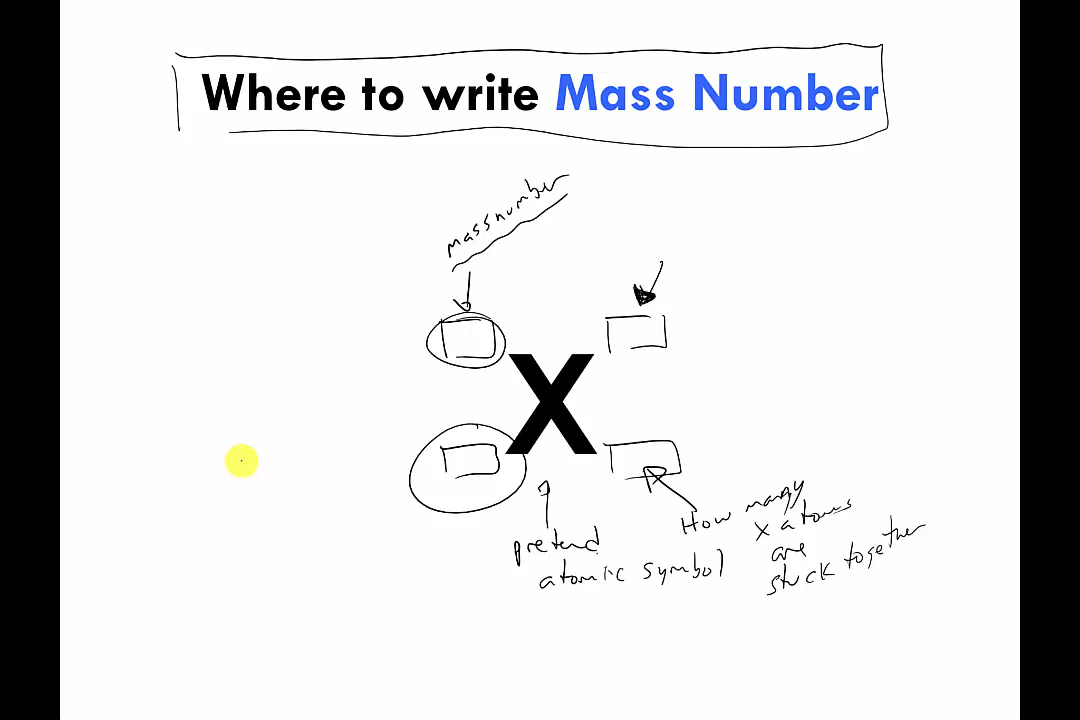 Where to write Mass Number
mass number
X
pretend
atomic symbol
How many
x atoms
are
stuck together